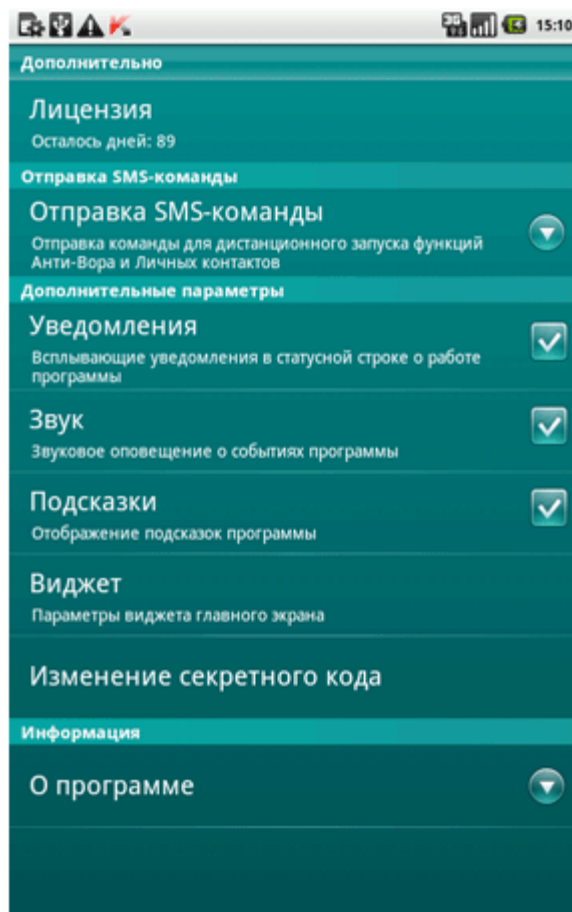 15:10
Дополнительно
Лицензия
Осталось дней: 89
Отправка SMS-команды
Отправка SMS-команды
Отправка команды для дистанционного запуска функций
Анти-Вора и Личных контактов
Дополнительные параметры
Уведомления
Всплывающие уведомления в статусной строке о работе
программы
Звук
Звуковое оповещение о событиях программы
Подсказки
Отображение подсказок программы
Виджет
Параметры виджета главного экрана
Изменение секретного кода
Информация
О программе